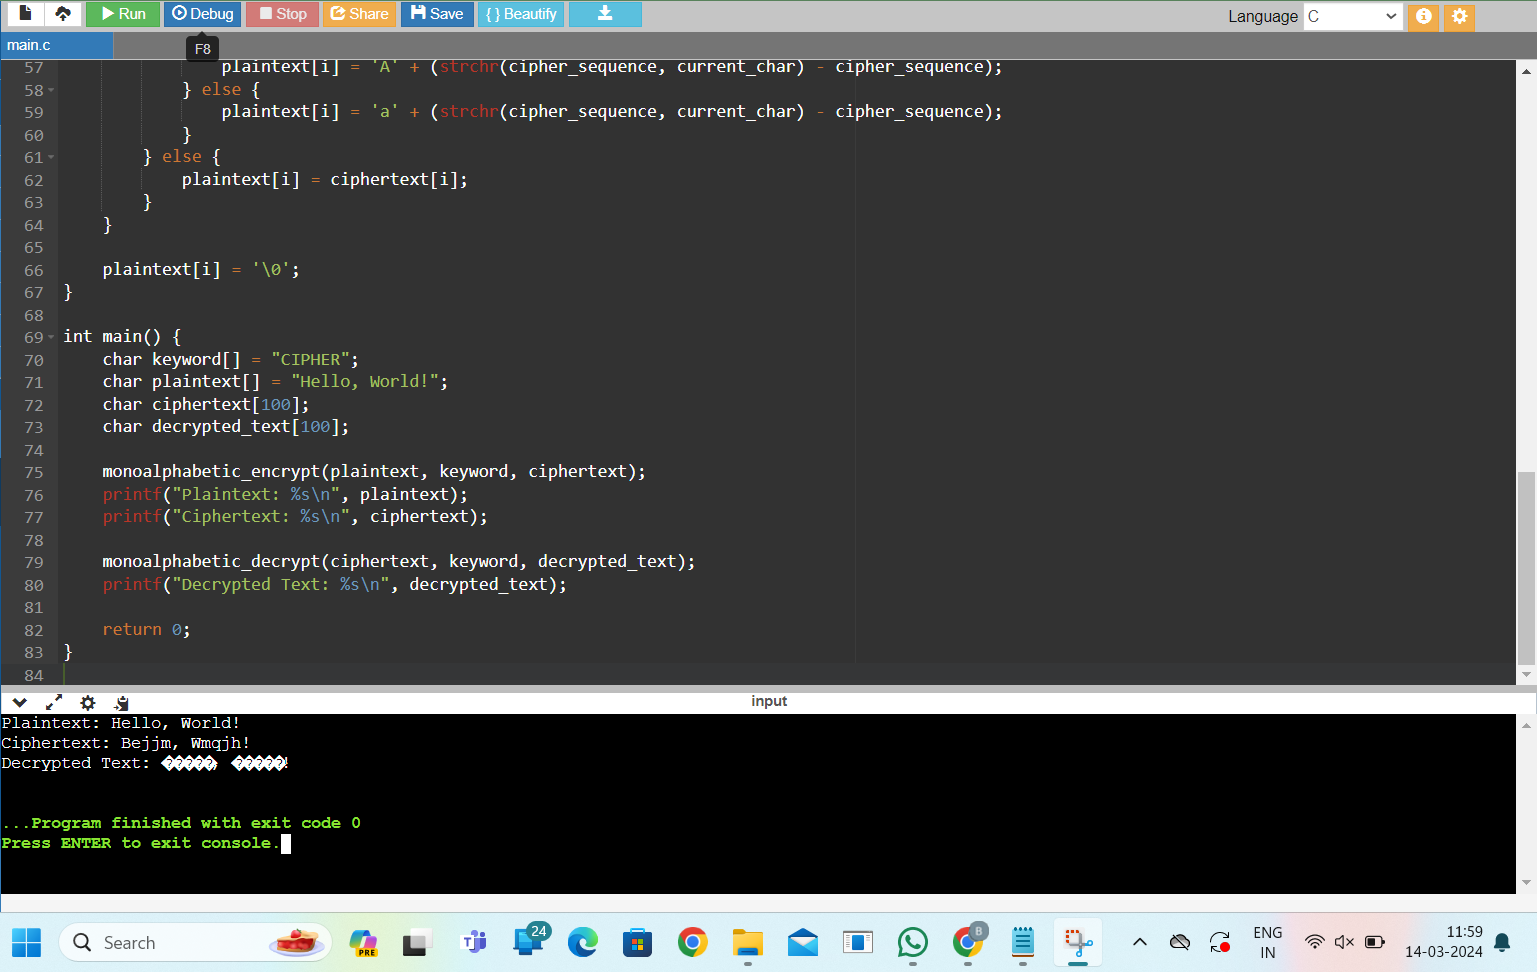 Run Debug Stop Share Save { } Beautify Language C
main.c F8
57 plaintext[i] = 'A' + (strchr(cipher_sequence, current_char) - cipher_sequence);
58 } else {
59 plaintext[i] = 'a' + (strchr(cipher_sequence, current_char) - cipher_sequence);
60 }
61 } else {
62 plaintext[i] = ciphertext[i];
63 }
64 }
65
66 plaintext[i] = '\0';
67 }
68
69 int main() {
70 char keyword[] = "CIPHER";
71 char plaintext[] = "Hello, World!";
72 char ciphertext[100];
73 char decrypted_text[100];
74
75 monoalphabetic_encrypt(plaintext, keyword, ciphertext);
76 printf("Plaintext: %s\n", plaintext);
77 printf("Ciphertext: %s\n", ciphertext);
78
79 monoalphabetic_decrypt(ciphertext, keyword, decrypted_text);
80 printf("Decrypted Text: %s\n", decrypted_text);
81
82 return 0;
83 }
84
input
Plaintext: Hello, World!
Ciphertext: Bejjm, Wmqjh!
Decrypted Text: �����, �����!
...Program finished with exit code 0
Press ENTER to exit console.
Search PRE 24 B ENG IN 11:59
14-03-2024